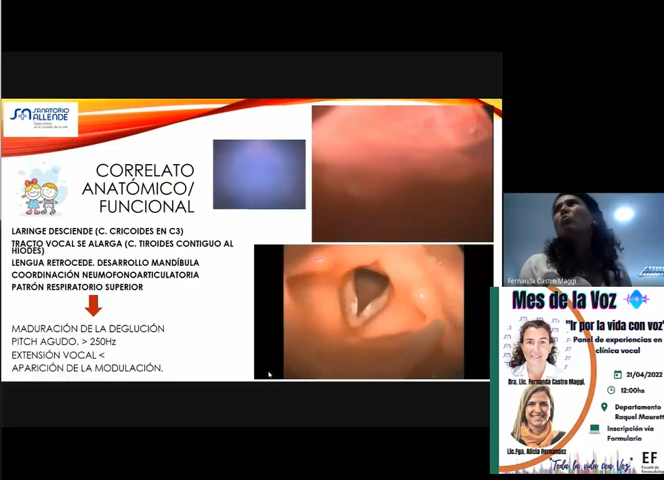 SANATORIO
ALLENDE
CORRELATO
ANATÓMICO/
FUNCIONAL
LARINGE DESCIENDE (C. CRICOIDES EN C3)
TRACTO VOCAL SE ALARGA (C. TIROIDES CONTIGUO AL
HIODES)
LENGUA RETROCEDE. DESARROLLO MANDÍBULA
COORDINACIÓN NEUMOFONOARTICULATORIA
PATRÓN RESPIRATORIO SUPERIOR
MADURACIÓN DE LA DEGLUCIÓN
PITCH AGUDO. > 250Hz
EXTENSIÓN VOCAL <
APARICIÓN DE LA MODULACIÓN.
Fernanda Castro Maggi
Mes de la Voz
"Ir por la vida con voz"
Panel de experiencias en
clínica vocal
Dra. Lic. Fernanda Castro Maggi.
21/04/2022
12:00hs
Departamento
Raquel Maurett
Inscripción vía
Formulario
Lic.Fga. Alicia Hernandez
"Toda la vida con Voz"
EF